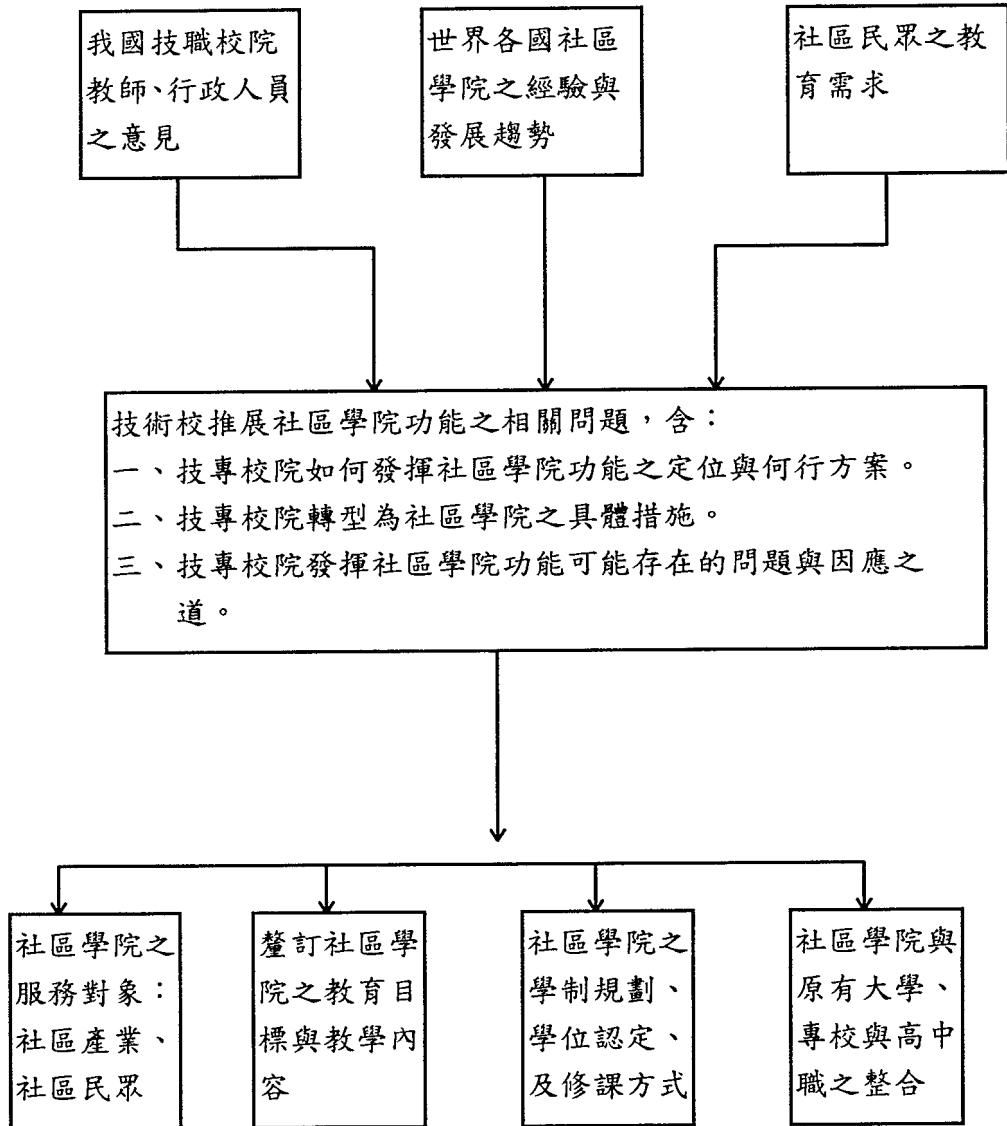 我國技職校院
教師、行政人員
之意見
世界各國社區
學院之經驗與
發展趨勢
社區民眾之教
育需求
技術校推展社區學院功能之相關問題，含：
一、技專校院如何發揮社區學院功能之定位與何行方案。
二、技專校院轉型為社區學院之具體措施。
三、技專校院發揮社區學院功能可能存在的問題與因應之
道。
社區學院之
服務對象：
社區產業、
社區民眾
釐訂社區學
院之教育目
標與教學內
容
社區學院之
學制規劃、
學位認定、
及修課方式
社區學院與
原有大學、
專校與高中
職之整合